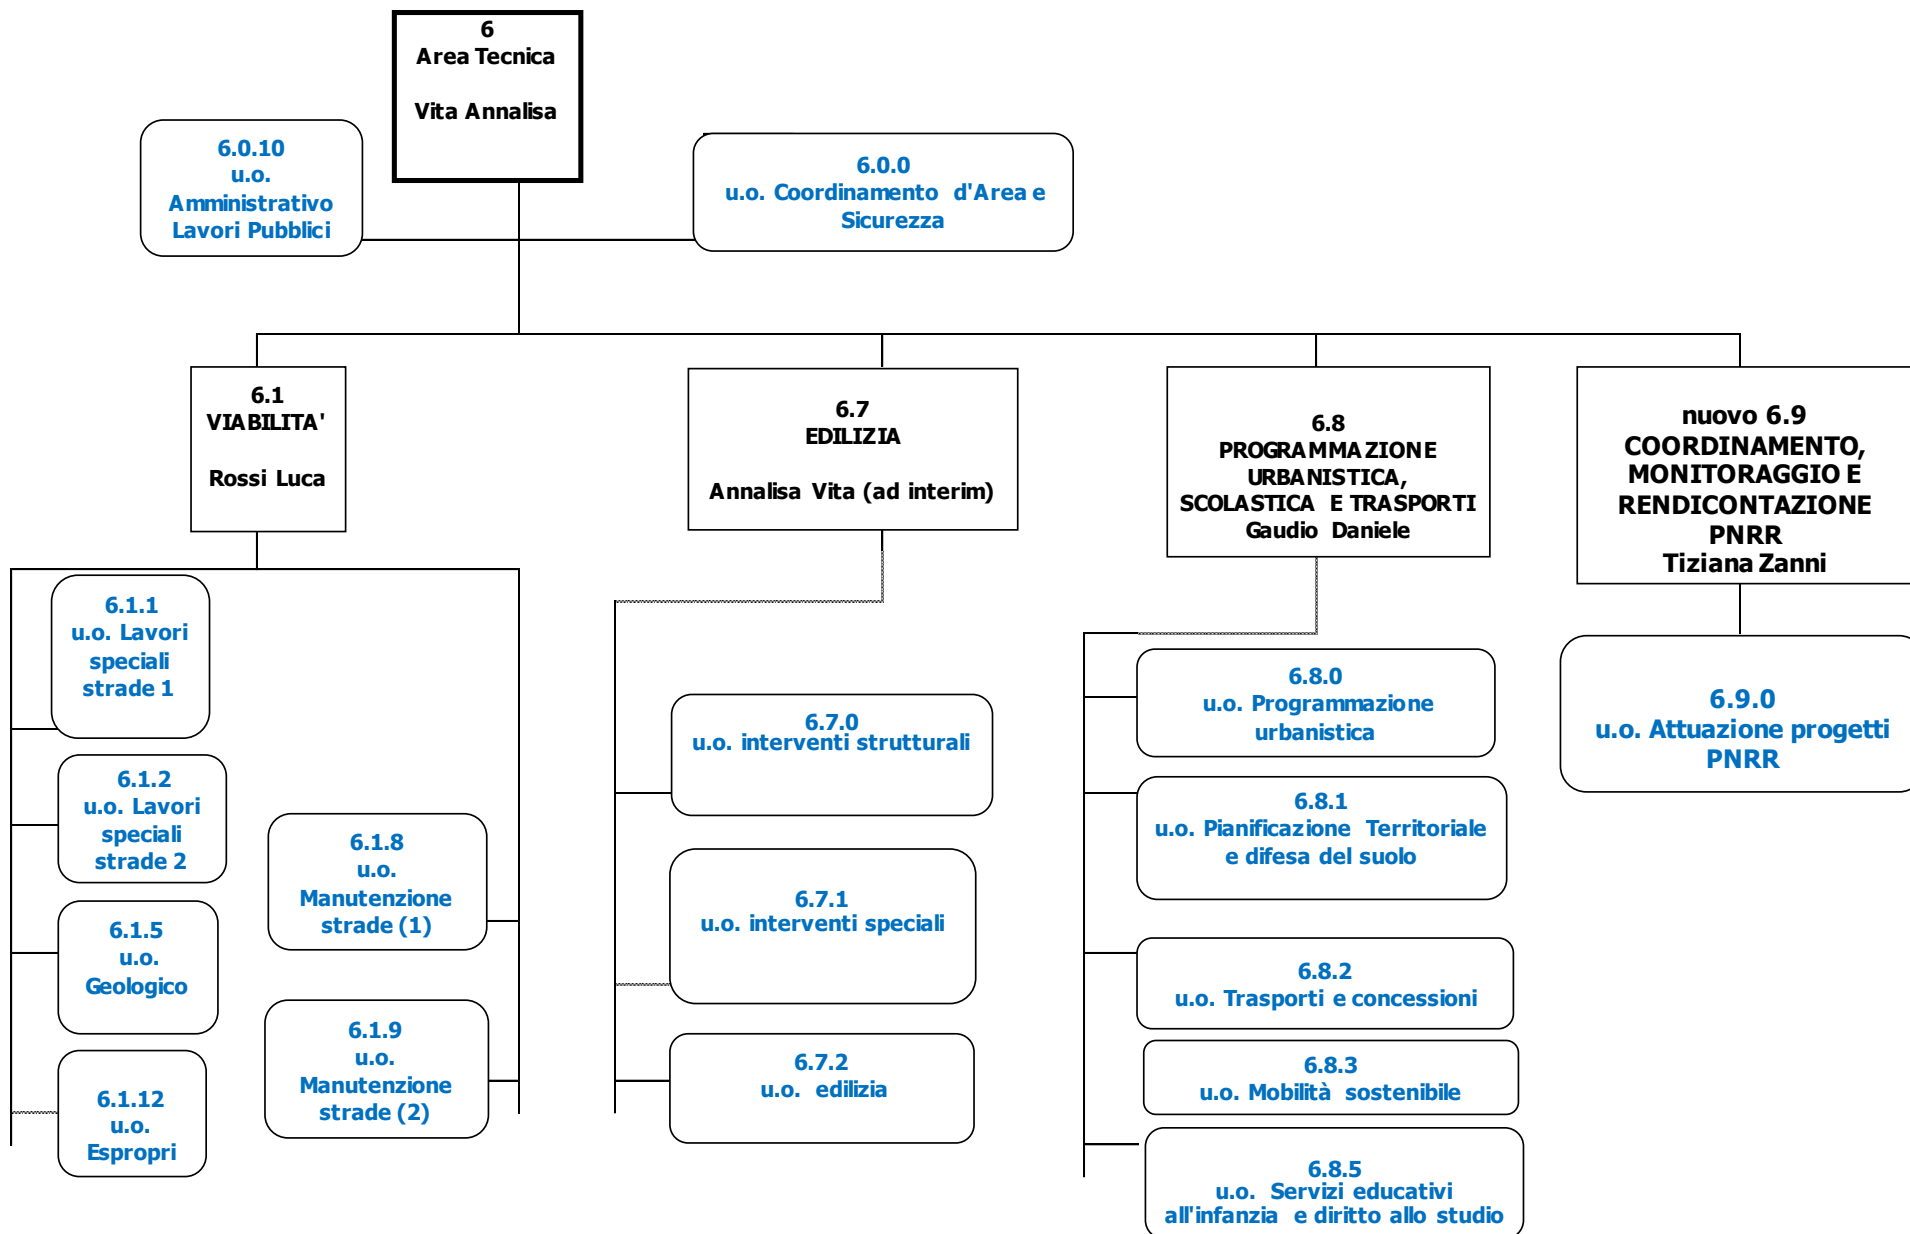 6
Area Tecnica
Vita Annalisa
6.0.10
u.o.
Amministrativo
Lavori Pubblici
6.0.0
u.o. Coordinamento d'Area e
Sicurezza
6.1
VIABILITA'
Rossi Luca
6.7
EDILIZIA
Annalisa Vita (ad interim)
6.8
PROGRAMMAZIONE
URBANISTICA,
SCOLASTICA E TRASPORTI
Gaudio Daniele
nuovo 6.9
COORDINAMENTO,
MONITORAGGIO E
RENDICONTAZIONE
PNRR
Tiziana Zanni
6.1.1
u.o. Lavori
speciali
strade 1
6.1.2
u.o. Lavori
speciali
strade 2
6.1.5
u.o.
Geologico
6.1.12
u.o.
Espropri
6.1.8
u.o.
Manutenzione
strade (1)
6.1.9
u.o.
Manutenzione
strade (2)
6.7.0
u.o. interventi strutturali
6.7.1
u.o. interventi speciali
6.7.2
u.o. edilizia
6.8.0
u.o. Programmazione
urbanistica
6.8.1
u.o. Pianificazione Territoriale
e difesa del suolo
6.8.2
u.o. Trasporti e concessioni
6.8.3
u.o. Mobilità sostenibile
6.8.5
u.o. Servizi educativi
all'infanzia e diritto allo studio
6.9.0
u.o. Attuazione progetti
PNRR